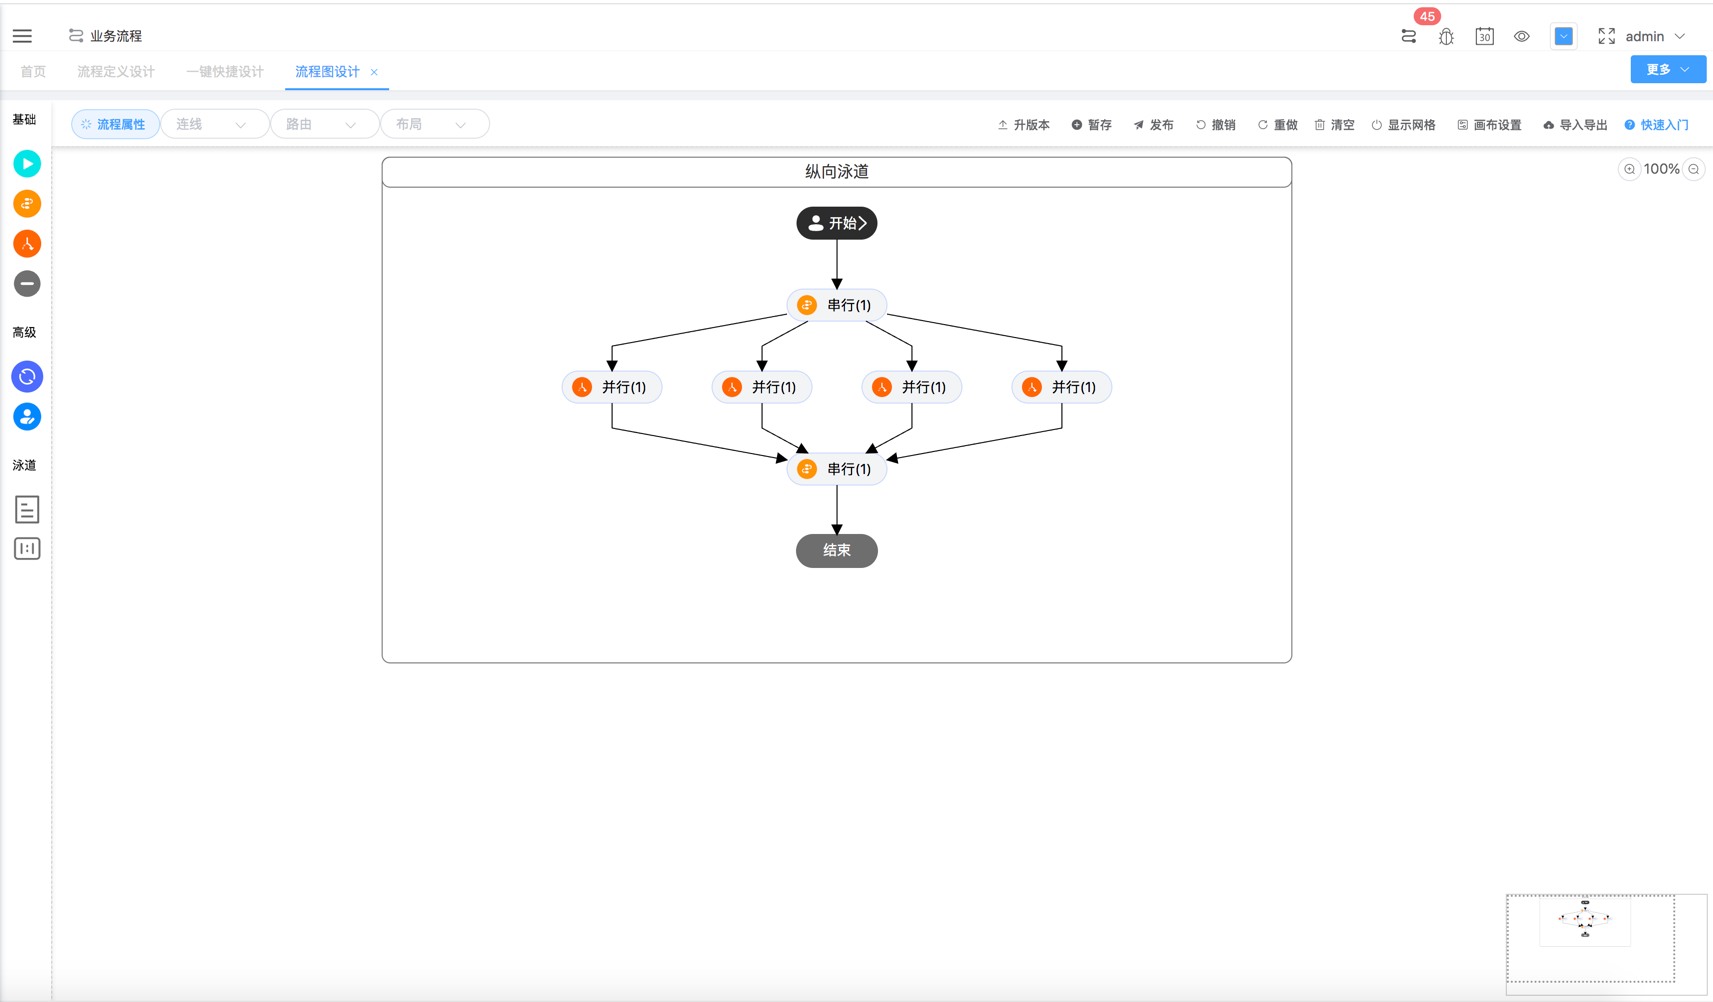 45
业务流程
30
admin
首页 流程定义设计 一键快捷设计 流程图设计 ×
更多
基础
流程属性 连线 路由 布局 升版本 暂存 发布 撤销 重做 清空 显示网格 画布设置 导入导出 快速入门
纵向泳道
100%
开始
串行(1)
高级
并行(1) 并行(1) 并行(1) 并行(1)
泳道
串行(1)
结束